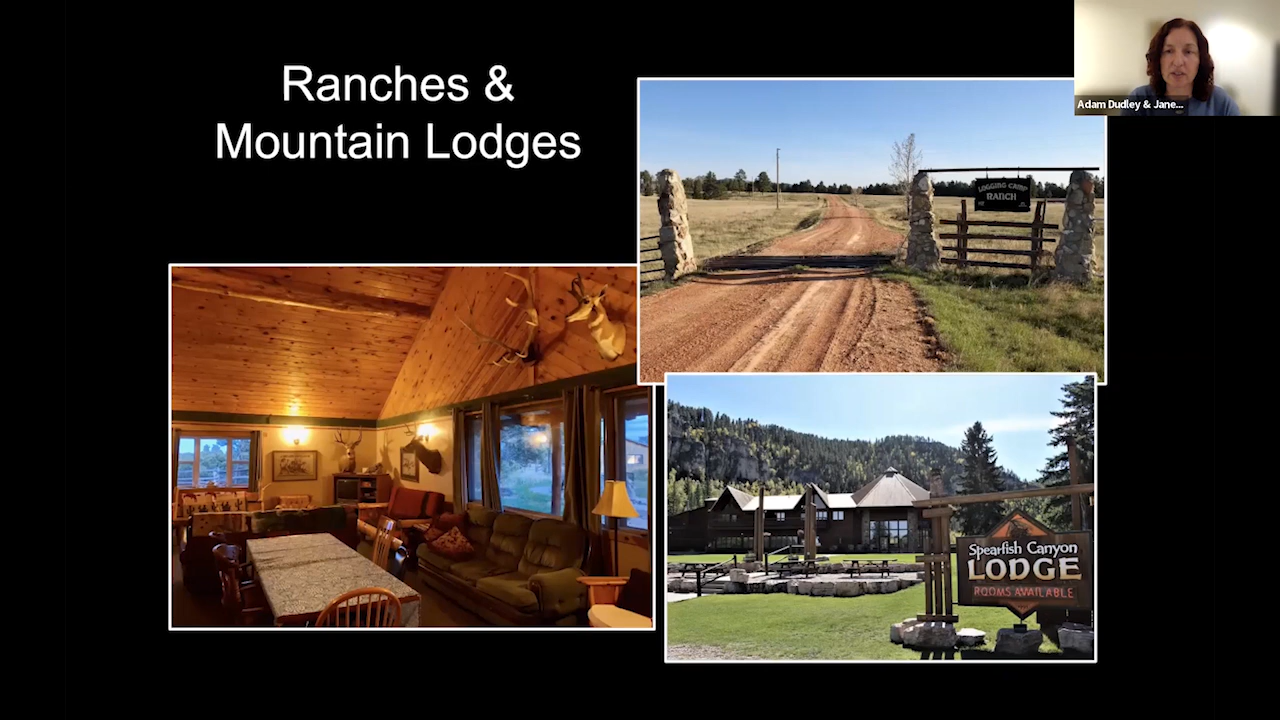 Ranches &
Mountain Lodges
Adam Dudley & Jane...
LOGGING CAMP
RANCH
Spearfish Canyon
LODGE
ROOMS AVAILABLE